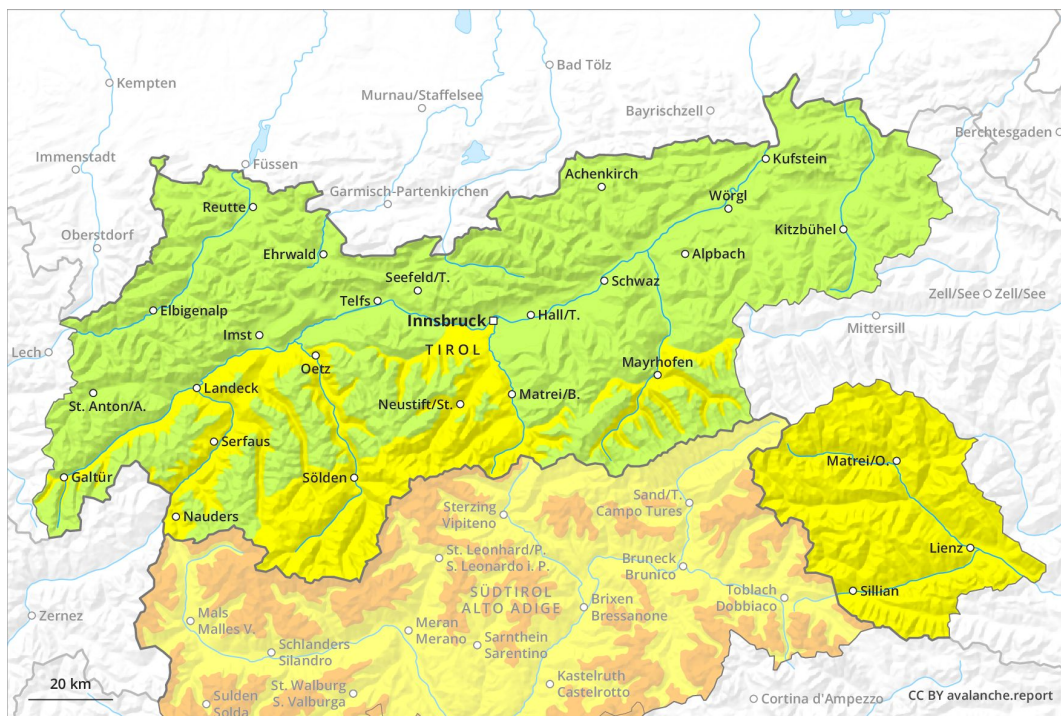 Kempten
Bad Tölz
Murnau/Staffelsee
Bayrischzell
Berchtesgaden
Immenstadt
Füssen
Kufstein
Achenkirch
Garmisch-Partenkirchen
Wörgl
Reutte
Oberstdorf
Kitzbühel
Ehrwald
Alpbach
Seefeld/T.
Schwaz
Telfs
Zell/See
Zell/See
Elbigenalp
Hall/T.
Innsbruck
Mittersill
Imst
TIROL
Lech
Oetz
Mayrhofen
Landeck
Matrei/B.
St. Anton/A.
Neustift/St.
Serfaus
Matrei/O.
Galtür
Sölden
Sand/T.
Campo Tures
Sterzing
Vipiteno
Nauders
Lienz
St. Leonhard/P.
S. Leonardo i. P.
Bruneck
Brunico
SÜDTIROL
ALTO ADIGE
Toblach
Dobbiaco
Sillian
Brixen
Bressanone
Zernez
Mals
Malles V.
Meran
Merano
Sarnthein
Sarentino
Schlanders
Silandro
Kastelruth
Castelrotto
20 km
St. Walburg
S. Valburga
Sulden
Solda
Cortina d'Ampezzo
CC BY avalanche.report